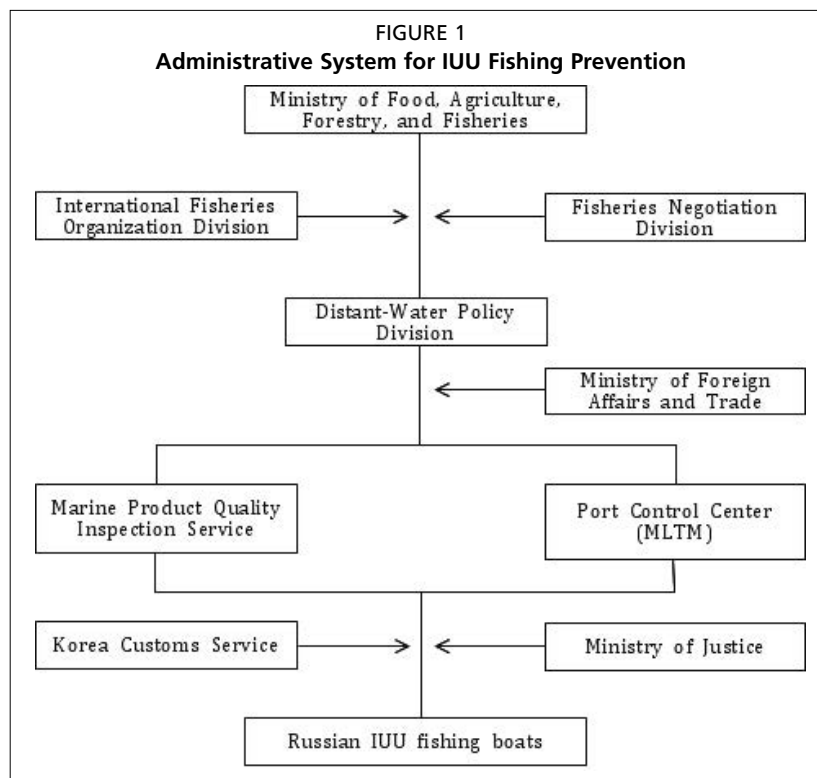 FIGURE 1
Administrative System for IUU Fishing Prevention
Ministry of Food, Agriculture,
Forestry, and Fisheries
International Fisheries
Organization Division
Fisheries Negotiation
Division
Distant-Water Policy
Division
Ministry of Foreign
Affairs and Trade
Marine Product Quality
Inspection Service
Port Control Center
(MLTM)
Korea Customs Service
Ministry of Justice
Russian IUU fishing boats